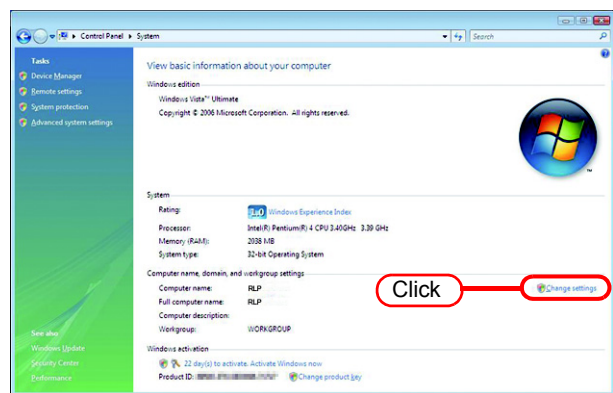 Control Panel ▸ System
Search
Tasks
Device Manager
Remote settings
System protection
Advanced system settings
See also
Windows Update
Security Center
Performance
View basic information about your computer
Windows edition
Windows Vista™ Ultimate
Copyright © 2006 Microsoft Corporation. All rights reserved.
TM
System
Rating:
1.0 Windows Experience Index
Processor: Intel(R) Pentium(R) 4 CPU 3.40GHz 3.39 GHz
Memory (RAM): 2038 MB
System type: 32-bit Operating System
Computer name, domain, and workgroup settings
Computer name: RLP
Click
Change settings
Full computer name: RLP
Computer description:
Workgroup: WORKGROUP
Windows activation
22 day(s) to activate. Activate Windows now
Product ID:
Change product key